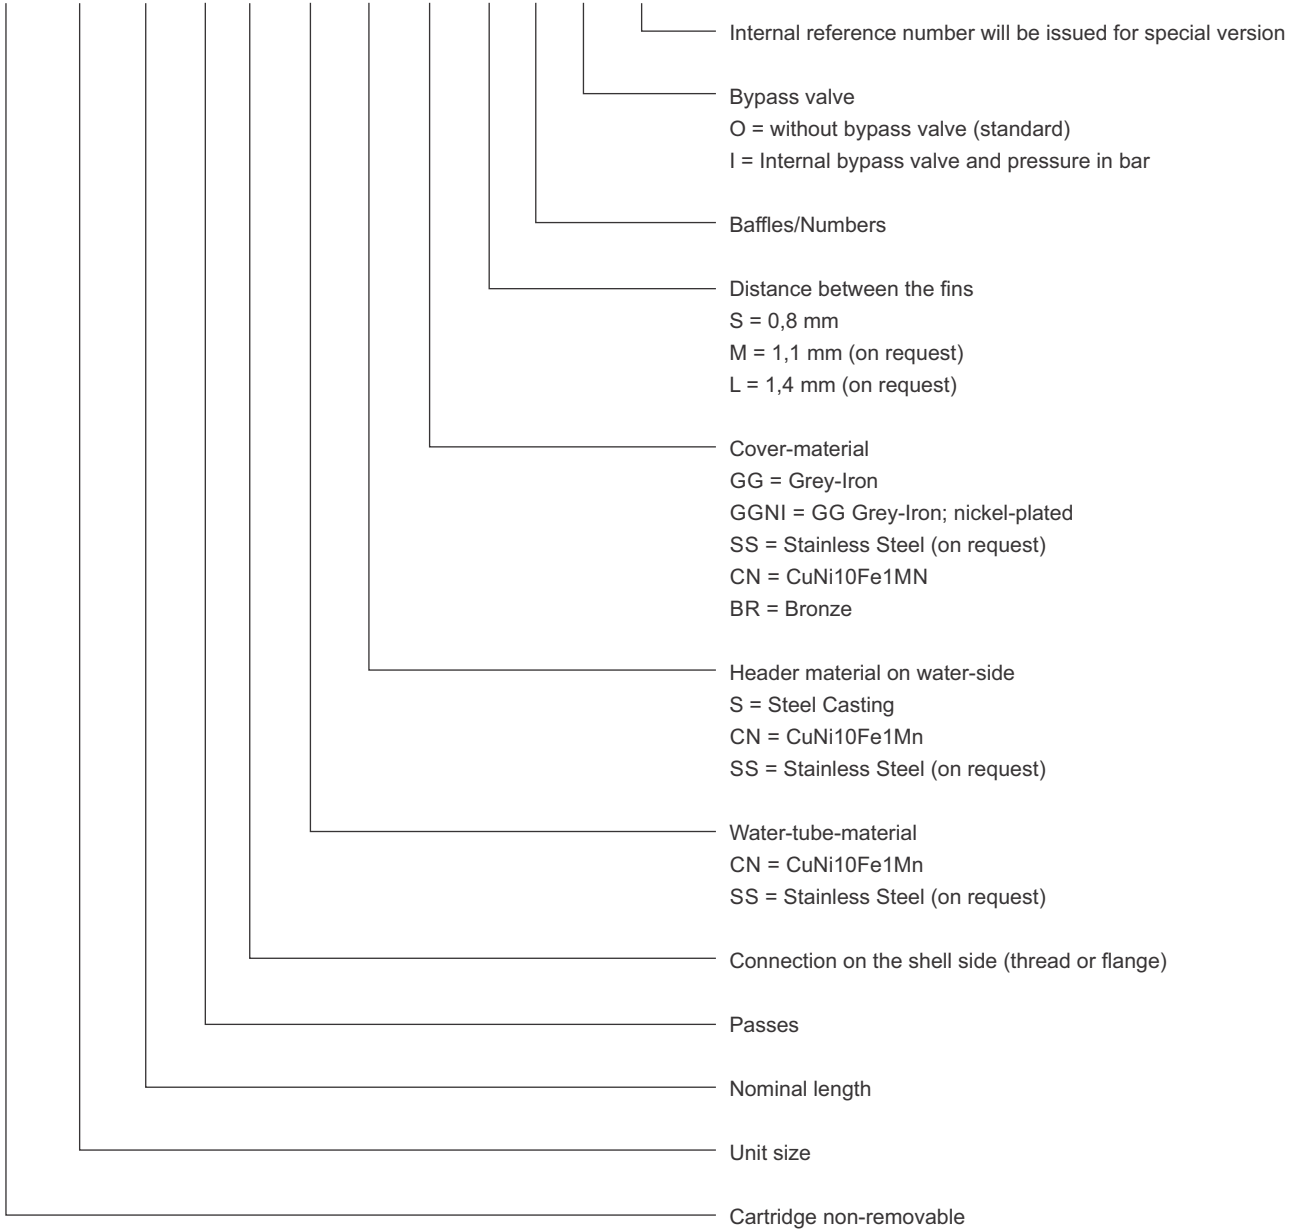 Internal reference number will be issued for special version
Bypass valve
O = without bypass valve (standard)
I = Internal bypass valve and pressure in bar
Baffles/Numbers
Distance between the fins
S = 0,8 mm
M = 1,1 mm (on request)
L = 1,4 mm (on request)
Cover-material
GG = Grey-Iron
GGNI = GG Grey-Iron; nickel-plated
SS = Stainless Steel (on request)
CN = CuNi10Fe1MN
BR = Bronze
Header material on water-side
S = Steel Casting
CN = CuNi10Fe1Mn
SS = Stainless Steel (on request)
Water-tube-material
CN = CuNi10Fe1Mn
SS = Stainless Steel (on request)
Connection on the shell side (thread or flange)
Passes
Nominal length
Unit size
Cartridge non-removable